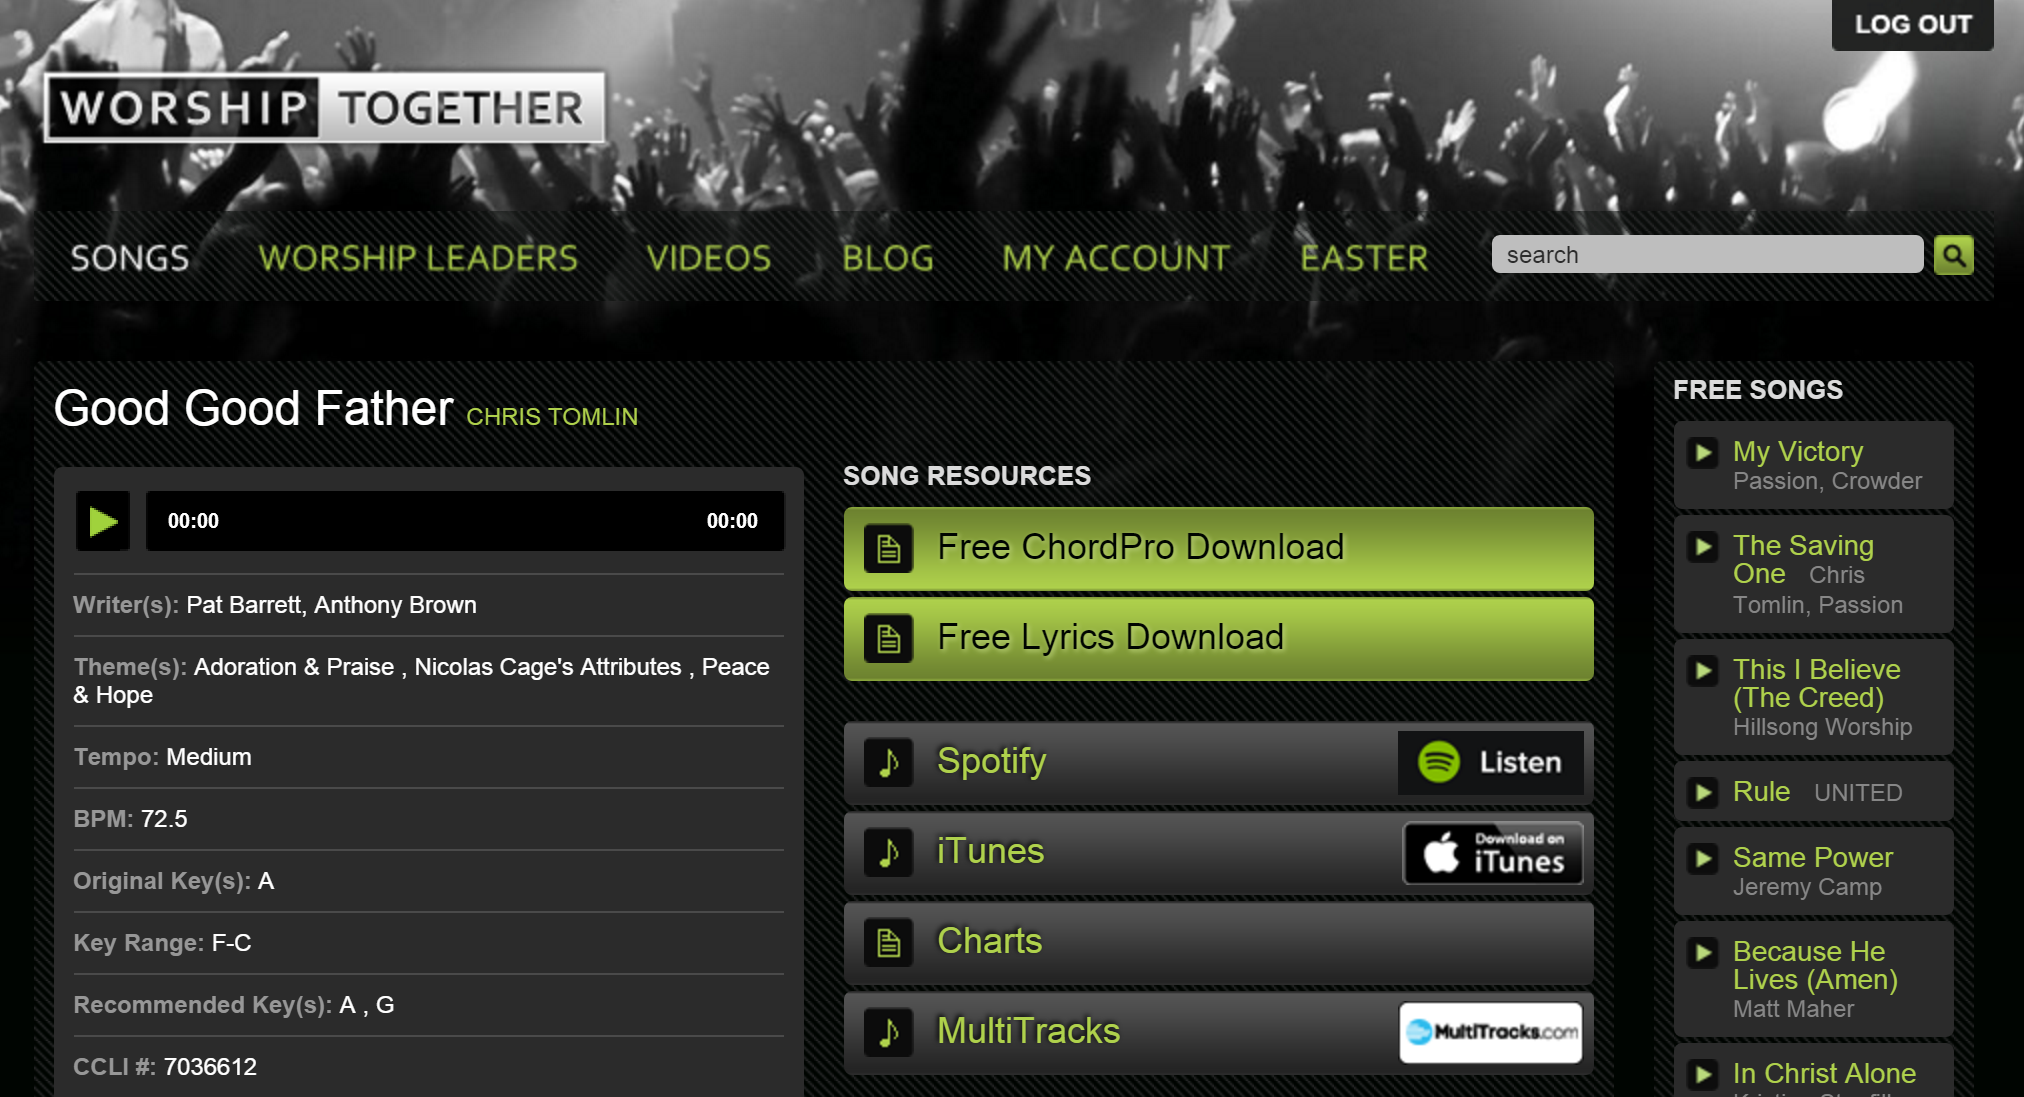 LOG OUT
WORSHIP TOGETHER
SONGS WORSHIP LEADERS VIDEOS BLOG MY ACCOUNT EASTER search
Good Good Father CHRIS TOMLIN
00:00 00:00
Writer(s): Pat Barrett, Anthony Brown
Theme(s): Adoration & Praise , Nicolas Cage's Attributes , Peace
& Hope
Tempo: Medium
BPM: 72.5
Original Key(s): A
Key Range: F-C
Recommended Key(s): A , G
CCLI #: 7036612
SONG RESOURCES
Free ChordPro Download
Free Lyrics Download
Spotify Listen
iTunes Download on
iTunes
Charts
MultiTracks MultiTracks.com
FREE SONGS
My Victory
Passion, Crowder
The Saving
One Chris
Tomlin, Passion
This I Believe
(The Creed)
Hillsong Worship
Rule UNITED
Same Power
Jeremy Camp
Because He
Lives (Amen)
Matt Maher
In Christ Alone